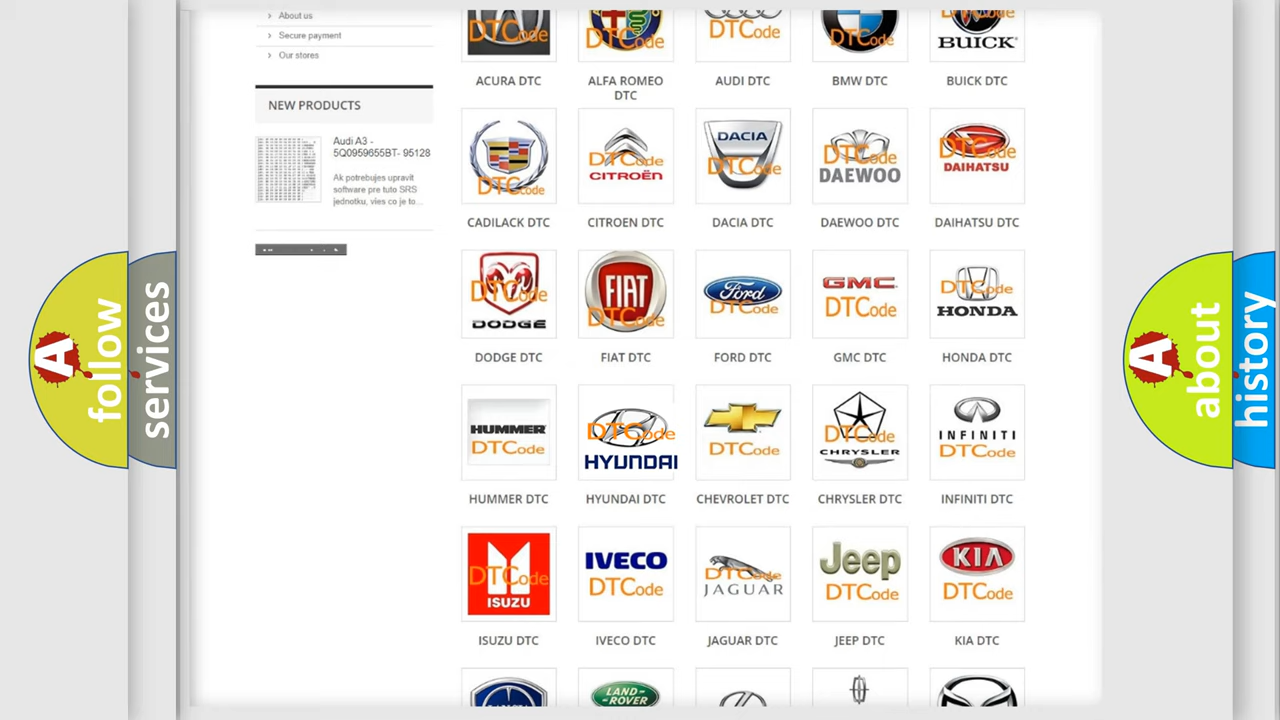 About us
Secure payment
Our stores
NEW PRODUCTS
Audi A3 -
5Q0959655BT- 95128
Ak potrebujes upravit
software pre tuto SRS
jednotku, vies co je to...
DTCode DTCode DTCode DTCode BUICK
ACURA DTC ALFA ROMEO DTC AUDI DTC BMW DTC BUICK DTC
DTCode
DTCode CITROËN
DACIA DTCode
DTCode DAEWOO
DTCode DAIHATSU
CADILACK DTC CITROEN DTC DACIA DTC DAEWOO DTC DAIHATSU DTC
DTCode DODGE
FIAT DTCode
Ford DTCode
GMC DTCode
DTCode HONDA
DODGE DTC FIAT DTC FORD DTC GMC DTC HONDA DTC
HUMMER DTCode
DTCode HYUNDAI
DTCode
DTCode CHRYSLER
INFINITI DTCode
HUMMER DTC HYUNDAI DTC CHEVROLET DTC CHRYSLER DTC INFINITI DTC
DTCode ISUZU
IVECO DTCode
DTCode JAGUAR
Jeep DTCode
KIA DTCode
ISUZU DTC IVECO DTC JAGUAR DTC JEEP DTC KIA DTC
LAND-ROVER
A follow
services
A about
history